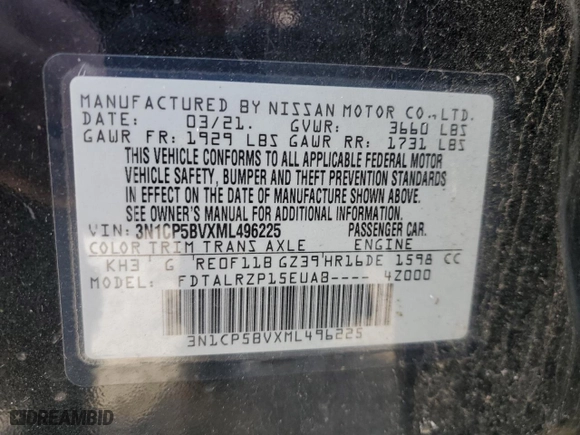 MANUFACTURED BY NISSAN MOTOR CO., LTD.
DATE: 03/21. GVWR: 3660 LBS
GAWR FR: 1929 LBS GAWR RR: 1731 LBS
THIS VEHICLE CONFORMS TO ALL APPLICABLE FEDERAL MOTOR
VEHICLE SAFETY, BUMPER AND THEFT PREVENTION STANDARDS
IN EFFECT ON THE DATE OF MANUFACTURE SHOWN ABOVE.
SEE OWNER'S MANUAL FOR ADDITIONAL INFORMATION.
VIN: 3N1CP5BVXML496225 PASSENGER CAR.
COLOR TRIM TRANS AXLE ENGINE
KH3 G RE0F11B GZ39 HR16DE 1598 CC
MODEL: FDTALRZP15EUAB---- 4Z000
3N1CP5BVXML496225
DREAMBID